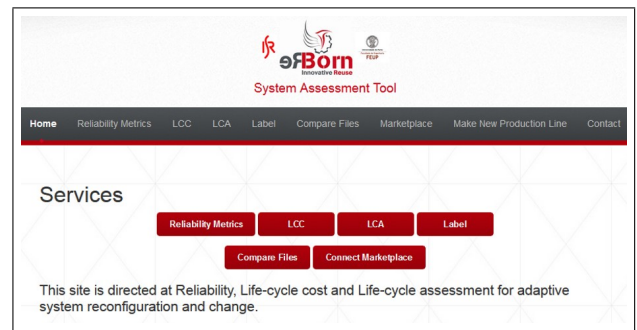 reBorn
Innovative Reuse
FEUP
System Assessment Tool
Home Reliability Metrics LCC LCA Label Compare Files Marketplace Make New Production Line Contact
Services
Reliability Metrics LCC LCA Label
Compare Files Connect Marketplace
This site is directed at Reliability, Life-cycle cost and Life-cycle assessment for adaptive
system reconfiguration and change.